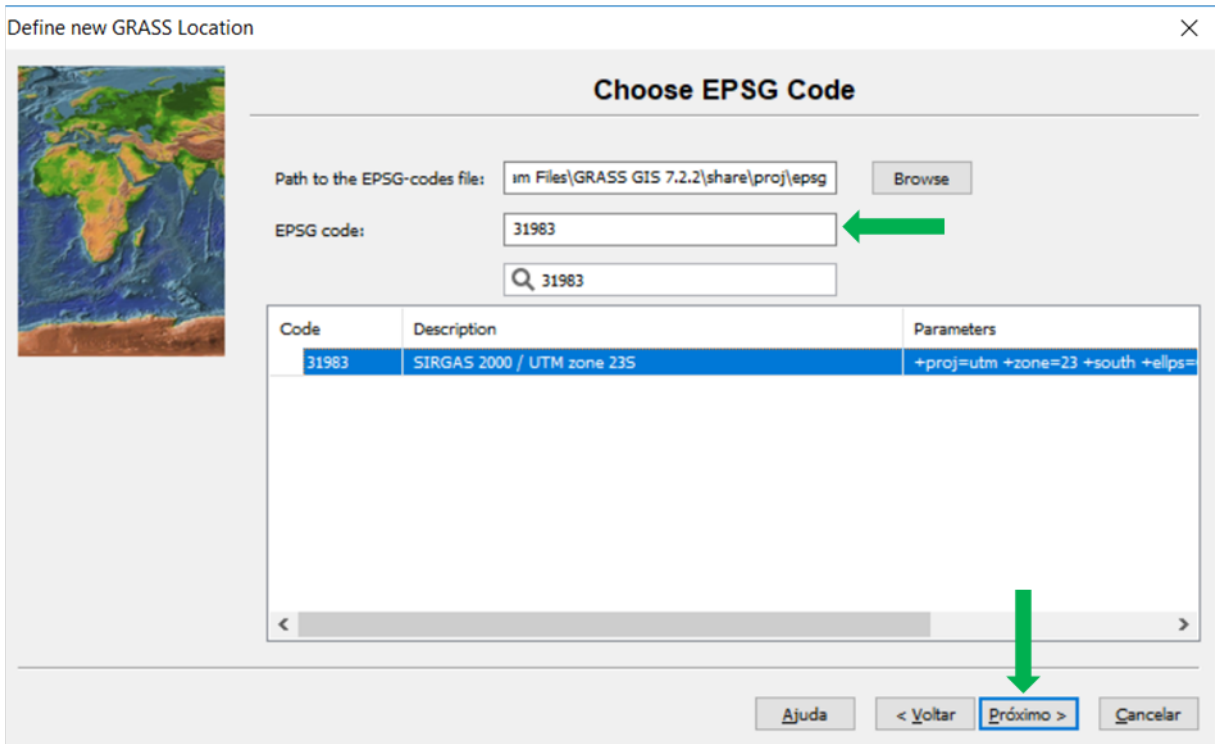 Define new GRASS Location
Choose EPSG Code
Path to the EPSG-codes file: ım Files\GRASS GIS 7.2.2\share\proj\epsg Browse
EPSG code: 31983
31983
Code Description Parameters
31983 SIRGAS 2000 / UTM zone 23S +proj=utm +zone=23 +south +ellps=
Ajuda < Voltar Próximo > Cancelar